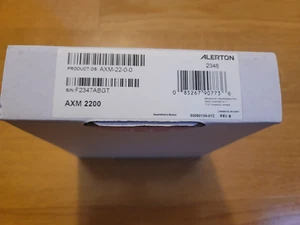 ALERTON
PRODUCT ID: AXM-22-0-0
2348
S/N: F2347ABGT
0 85267 90773 6
AXM 2200